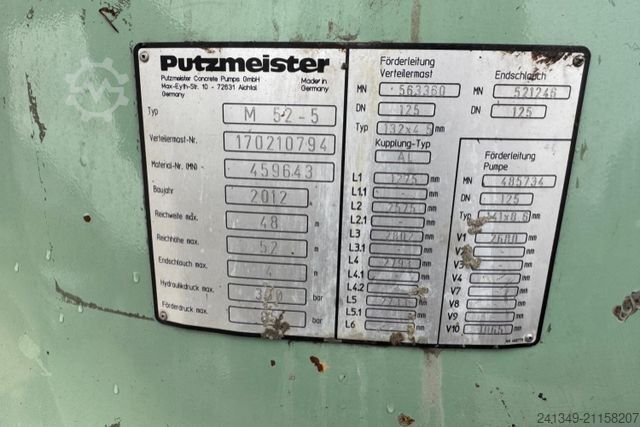 Putzmeister
Putzmeister Concrete Pumps GmbH
Max-Eyth-Str. 10 - 72631 Aichtal
Germany
Made in
Germany
Typ M 52-5
Verteilermast-Nr. 170210794
Material-Nr. (MN) 459643
Baujahr 2012
Reichweite max. 48 m
Reichhöhe max. 52 m
Endschlauch max. 4 m
Hydraulikdruck max. bar
Förderdruck max. bar
Förderleitung
Verteilermast
MN 563360
DN 125
Typ 132x4.5 mm
Kupplung-Typ
AL
L1 1275 mm
L1.1 - mm
L2 2575 mm
L2.1 - mm
L3 mm
L3.1 mm
L4 2793 mm
L4.1 mm
L4.2 mm
L5 mm
L5.1 mm
L6 - mm
Endschlauch
MN 521246
DN 125
Förderleitung
Pumpe
MN 485734
DN 125
Typ mm
V1 2680 mm
V2 mm
V3 mm
V4 mm
V7 mm
V8 mm
V9 mm
V10 mm
241349-21158207